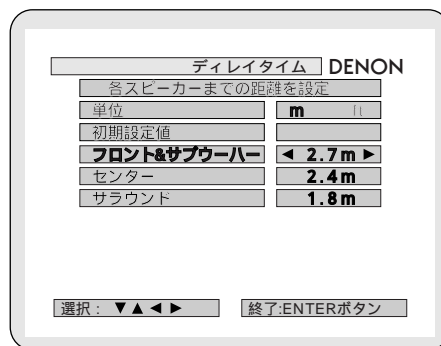 ディレイタイム DENON
各スピーカーまでの距離を設定
単位 m ft
初期設定値
フロント&サブウーハー ◀ 2.7m ▶
センター 2.4m
サラウンド 1.8m
選択： ▼▲◀▶ 終了:ENTERボタン